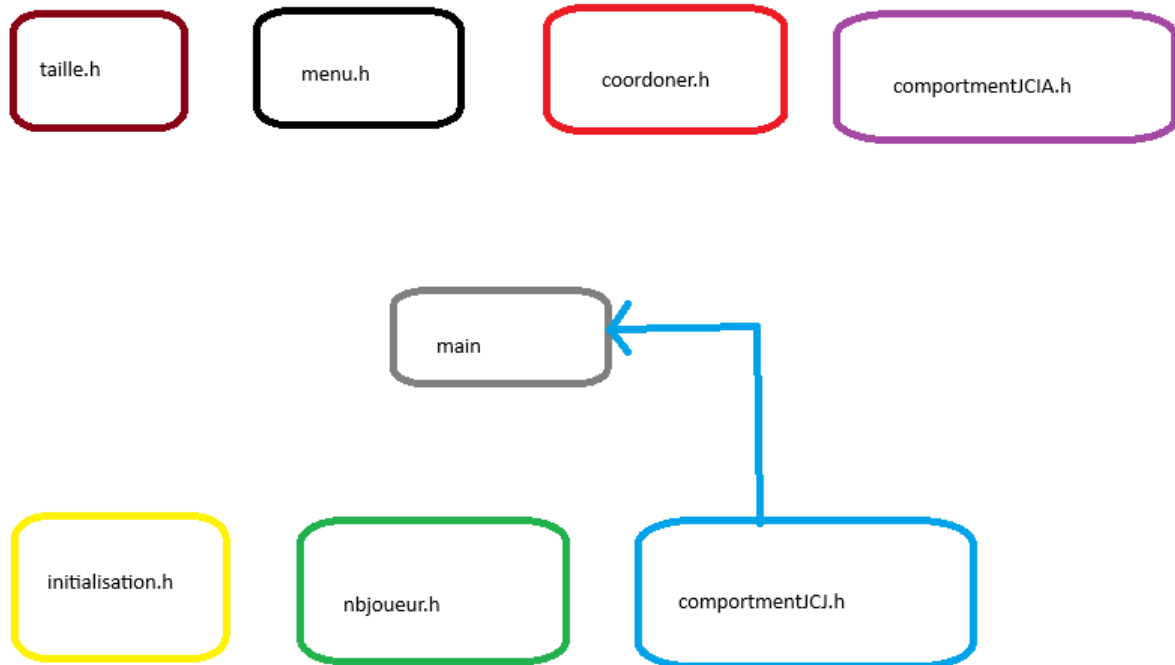 taille.h
menu.h
coordoner.h
comportmentJCIA.h
main
initialisation.h
nbjoueur.h
comportmentJCJ.h